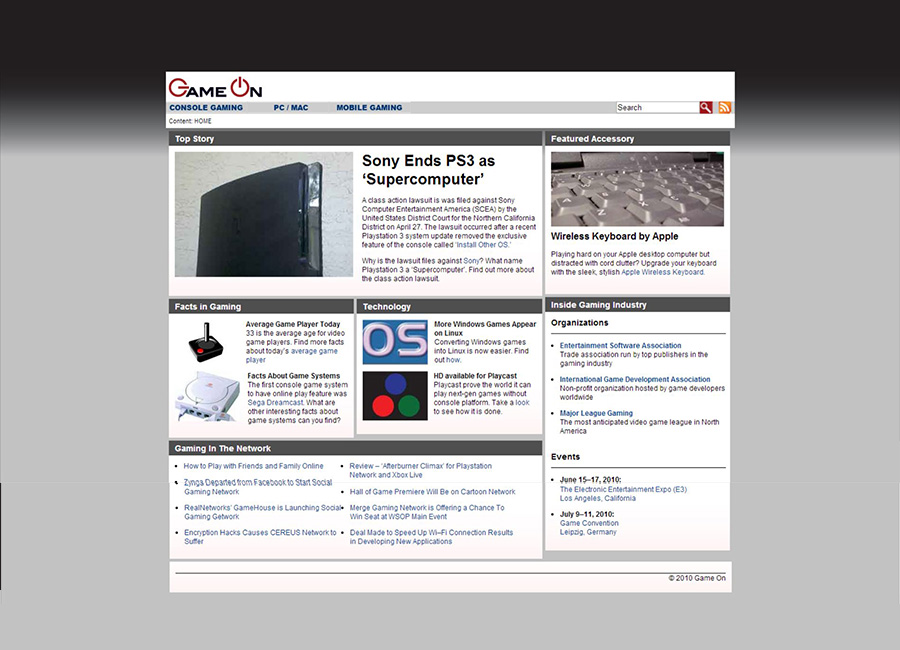 GAME ON
CONSOLE GAMING PC / MAC MOBILE GAMING
Search
Content: HOME
Top Story
Sony Ends PS3 as
‘Supercomputer’
A class action lawsuit is was filed against Sony
Computer Entertainment America (SCEA) by the
United States District Court for the Northern California
District on April 27. The lawsuit occurred after a recent
Playstation 3 system update removed the exclusive
feature of the console called ‘Install Other OS.’
Why is the lawsuit files against Sony? What name
Playstation 3 a ‘Supercomputer’. Find out more about
the class action lawsuit.
Featured Accessory
Wireless Keyboard by Apple
Playing hard on your Apple desktop computer but
distracted with cord clutter? Upgrade your keyboard
with the sleek, stylish Apple Wireless Keyboard.
Facts in Gaming
Average Game Player Today
33 is the average age for video
game players. Find more facts
about today's average game
player
Facts About Game Systems
The first console game system
to have online play feature was
Sega Dreamcast. What are
other interesting facts about
game systems can you find?
Technology
OS
More Windows Games Appear
on Linux
Converting Windows games
into Linux is now easier. Find
out how.
HD available for Playcast
Playcast prove the world it can
play next-gen games without
console platform. Take a look
to see how it is done.
Inside Gaming Industry
Organizations
Entertainment Software Association
Trade association run by top publishers in the
gaming industry
International Game Development Association
Non-profit organization hosted by game developers
worldwide
Major League Gaming
The most anticipated video game league in North
America
Events
June 15–17, 2010:
The Electronic Entertainment Expo (E3)
Los Angeles, California
July 9–11, 2010:
Game Convention
Leipzig, Germany
Gaming In The Network
How to Play with Friends and Family Online
Zynga Departed from Facebook to Start Social
Gaming Network
RealNetworks' GameHouse is Launching Social
Gaming Getwork
Encryption Hacks Causes CEREUS Network to
Suffer
Review – ‘Afterburner Climax’ for Playstation
Network and Xbox Live
Hall of Game Premiere Will Be on Cartoon Network
Merge Gaming Network is Offering a Chance To
Win Seat at WSOP Main Event
Deal Made to Speed Up Wi–Fi Connection Results
in Developing New Applications
© 2010 Game On